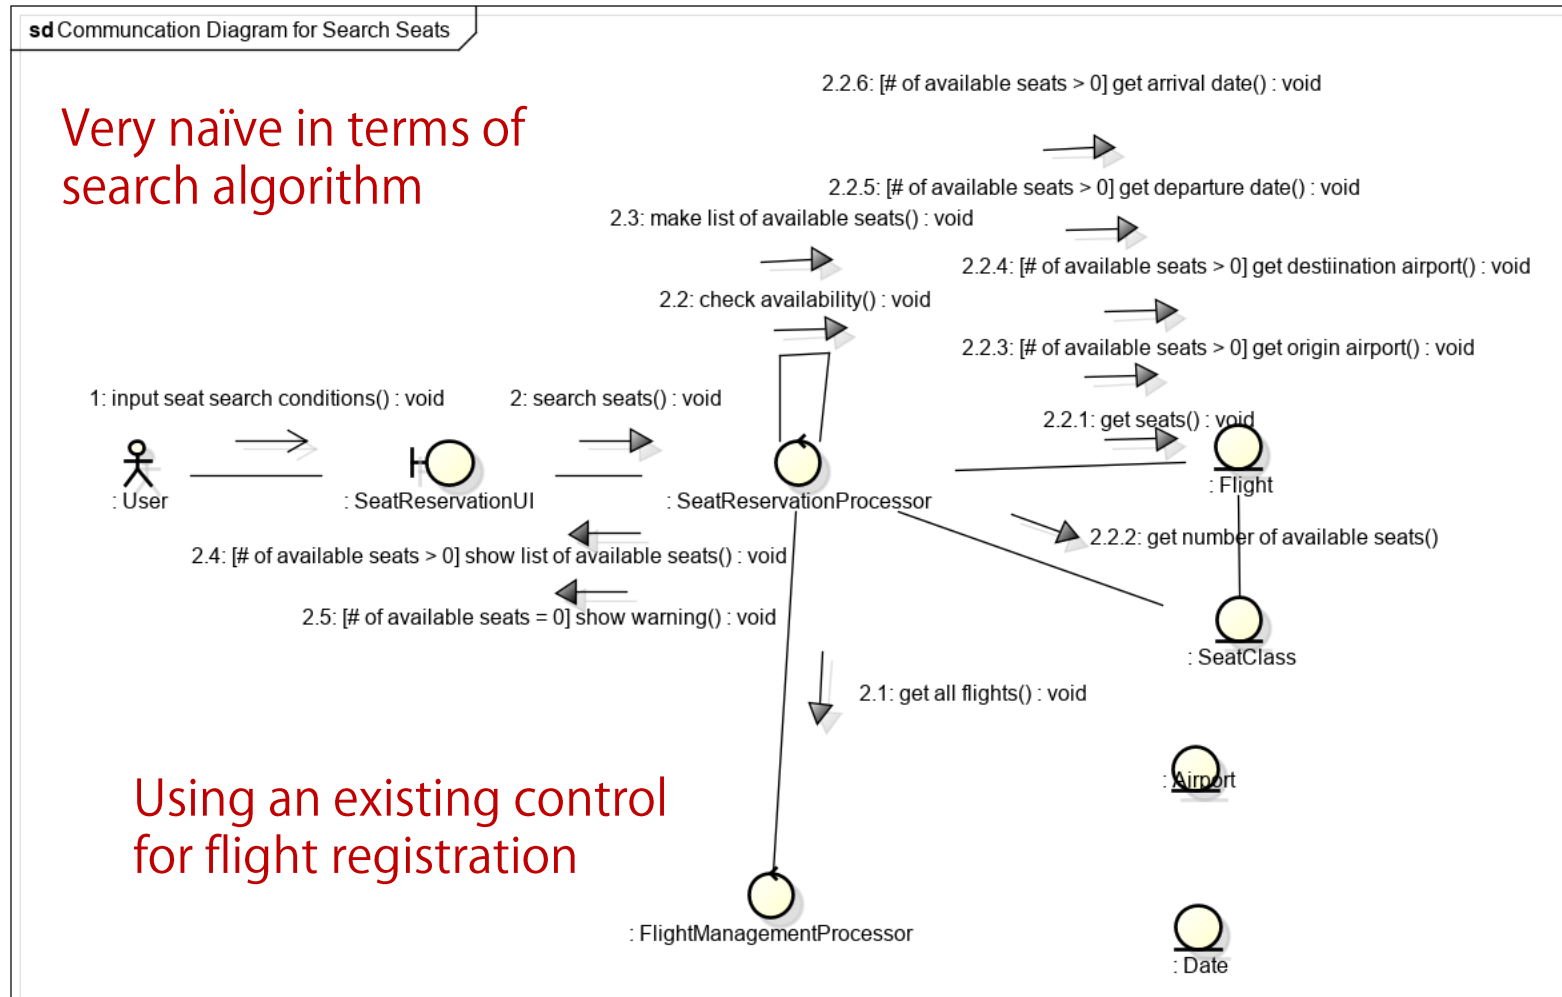 sd Communcation Diagram for Search Seats
Very naïve in terms of
search algorithm
2.2.6: [# of available seats > 0] get arrival date() : void
2.2.5: [# of available seats > 0] get departure date() : void
2.3: make list of available seats() : void
2.2.4: [# of available seats > 0] get destiination airport() : void
2.2: check availability() : void
2.2.3: [# of available seats > 0] get origin airport() : void
1: input seat search conditions() : void
2: search seats() : void
2.2.1: get seats() : void
: User
: SeatReservationUI
: SeatReservationProcessor
: Flight
2.2.2: get number of available seats()
2.4: [# of available seats > 0] show list of available seats() : void
2.5: [# of available seats = 0] show warning() : void
: SeatClass
2.1: get all flights() : void
: Airport
Using an existing control
for flight registration
: FlightManagementProcessor
: Date